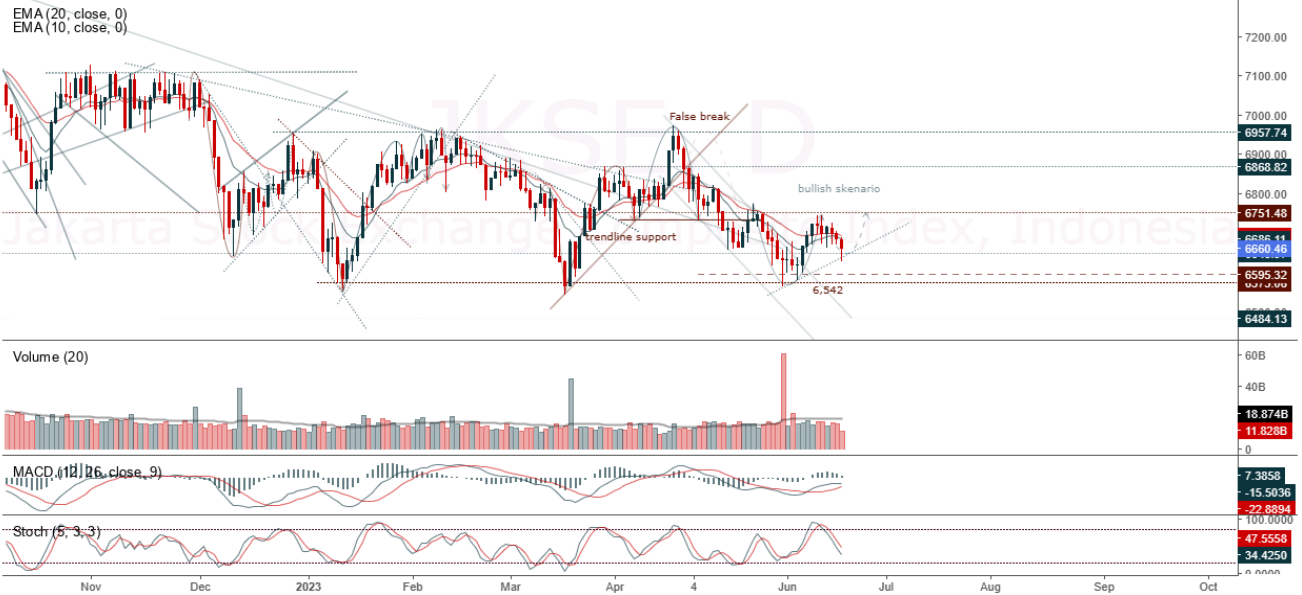 EMA (20, close, 0)
EMA (10, close, 0)
7200.00
7100.00
7000.00
False break
6957.74
6900.00
6868.82
bullish skenario
6800.00
6751.48
trendline support
6686.11
6660.46
6595.32
6,542
6484.13
Volume (20)
60B
40B
18.874B
11.828B
0
MACD (12, 26, close, 9)
7.3858
-15.5036
-22.8894
Stoch (5, 3, 3)
100.0000
47.5558
34.4250
0.0000
Nov
Dec
2023
Feb
Mar
Apr
4
Jun
Jul
Aug
Sep
Oct